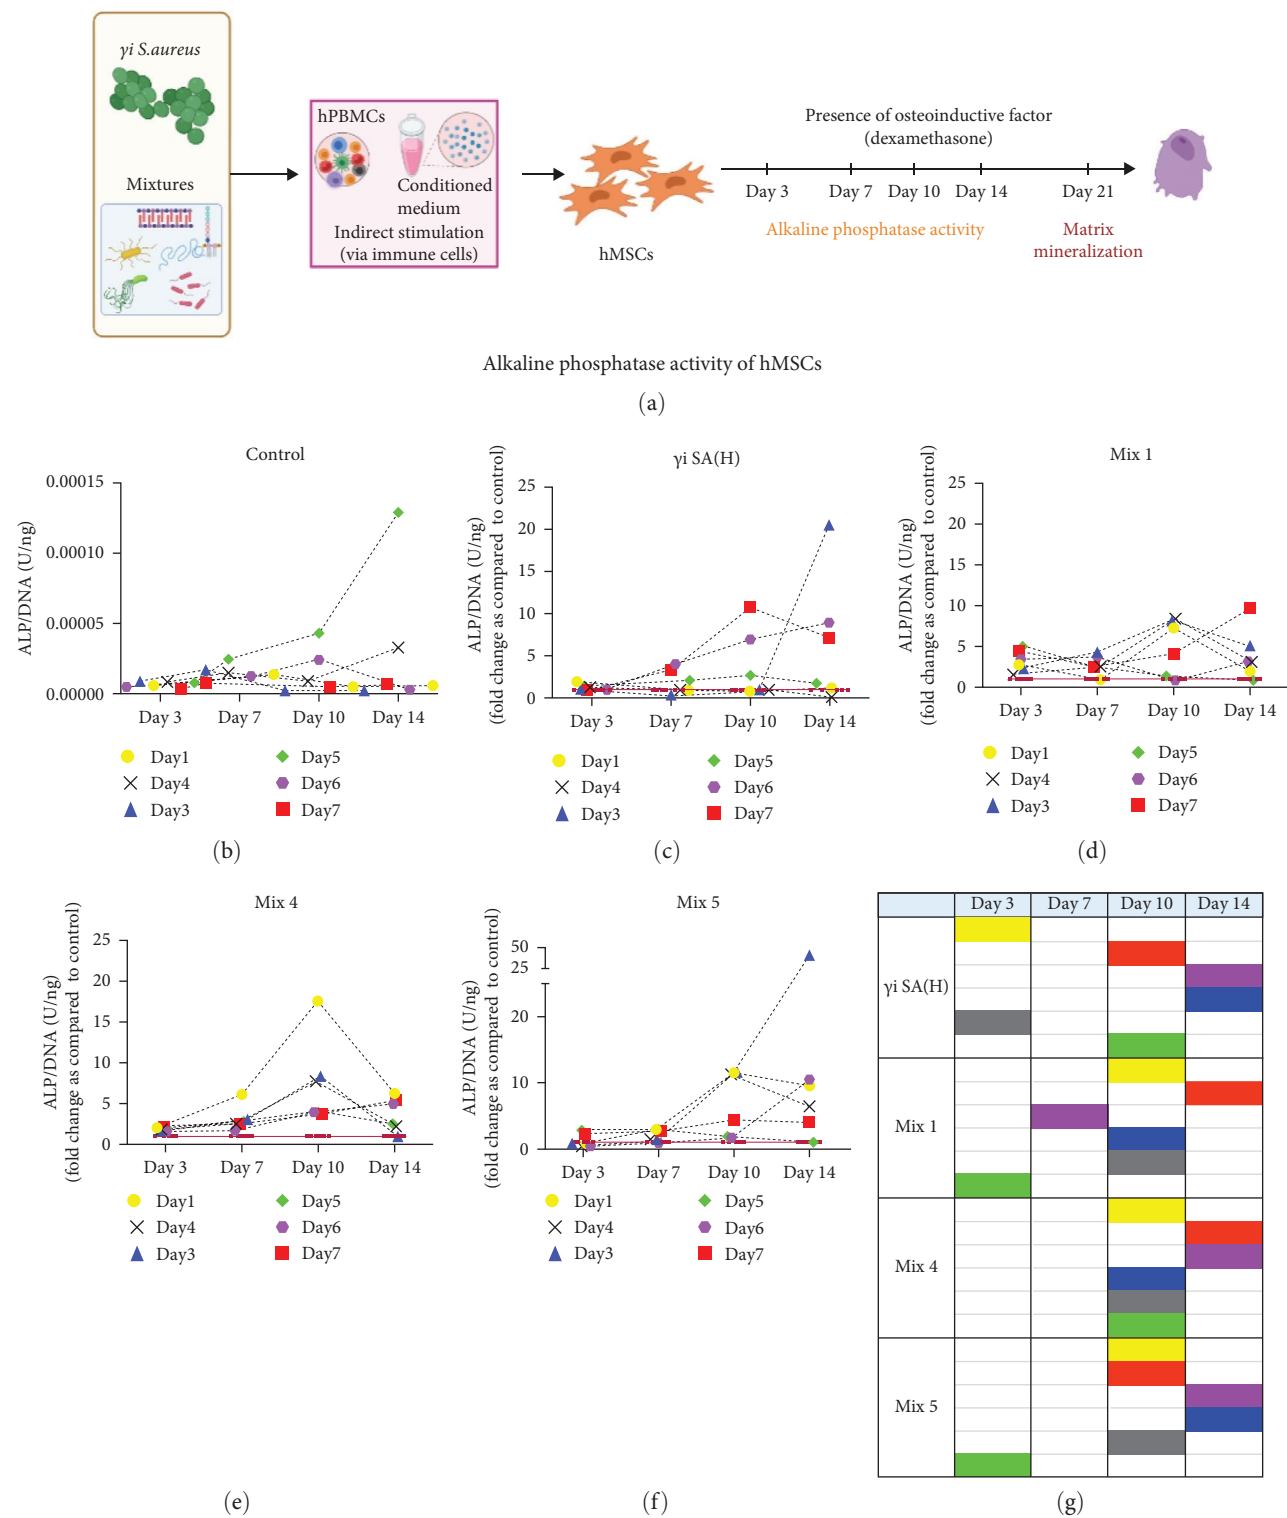 γi S.aureus
Mixtures
hPBMCs
Conditioned
medium
Indirect stimulation
(via immune cells)
hMSCs
Presence of osteoinductive factor
(dexamethasone)
Day 3 Day 7 Day 10 Day 14 Day 21
Alkaline phosphatase activity
Matrix
mineralization
Alkaline phosphatase activity of hMSCs
(a)
Control
ALP/DNA (U/ng)
0.00015
0.00010
0.00005
0.00000
Day 3 Day 7 Day 10 Day 14
Day1 Day5
Day4 Day6
Day3 Day7
(b)
γi SA(H)
ALP/DNA (U/ng)
(fold change as compared to control)
25
20
15
10
5
0
Day 3 Day 7 Day 10 Day 14
Day1 Day5
Day4 Day6
Day3 Day7
(c)
Mix 1
ALP/DNA (U/ng)
(fold change as compared to control)
25
20
15
10
5
0
Day 3 Day 7 Day 10 Day 14
Day1 Day5
Day4 Day6
Day3 Day7
(d)
Mix 4
ALP/DNA (U/ng)
(fold change as compared to control)
25
20
15
10
5
0
Day 3 Day 7 Day 10 Day 14
Day1 Day5
Day4 Day6
Day3 Day7
(e)
Mix 5
ALP/DNA (U/ng)
(fold change as compared to control)
50
25
20
10
0
Day 3 Day 7 Day 10 Day 14
Day1 Day5
Day4 Day6
Day3 Day7
(f)
Day 3 Day 7 Day 10 Day 14
γi SA(H)
Mix 1
Mix 4
Mix 5
(g)